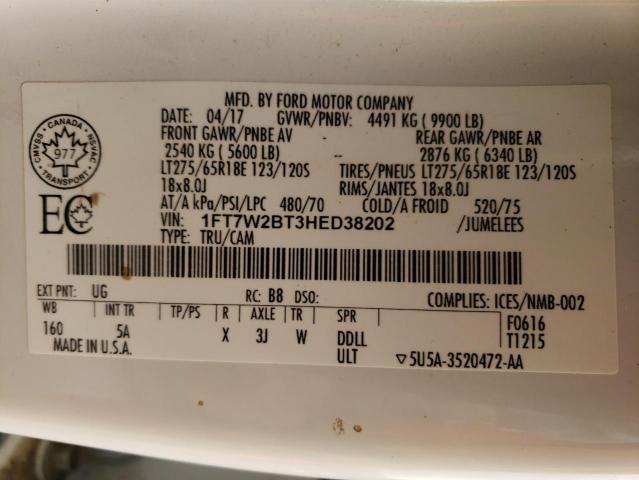 MFD. BY FORD MOTOR COMPANY
DATE: 04/17 GVWR/PNBV: 4491 KG ( 9900 LB)
FRONT GAWR/PNBE AV REAR GAWR/PNBE AR
2540 KG ( 5600 LB) -- 2876 KG ( 6340 LB)
LT275/65R18E 123/120S TIRES/PNEUS LT275/65R18E 123/120S
18x8.0J RIMS/JANTES 18x8.0J
AT/A kPa/PSI/LPC 480/70 COLD/A FROID 520/75
VIN: 1FT7W2BT3HED38202 /JUMELEES
TYPE: TRU/CAM
CMVSS · CANADA · NSVAC
977
TRANSPORT
EC
EXT PNT: UG RC: B8 DSO: COMPLIES: ICES/NMB-002
WB INT TR TP/PS R AXLE TR SPR F0616
160 5A X 3J W DDLL T1215
MADE IN U.S.A. ULT ▽5U5A-3520472-AA